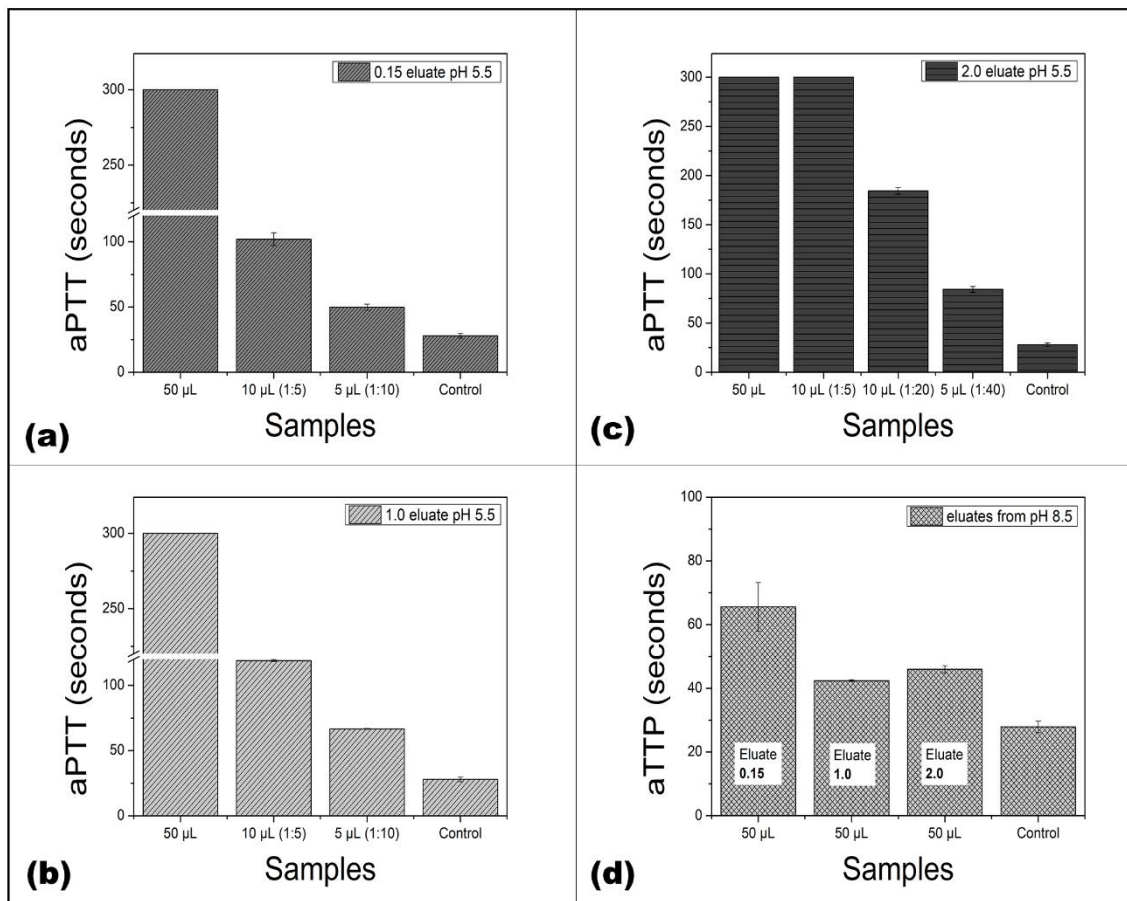 0.15 eluate pH 5.5
aPTT (seconds)
300
250
100
50
0
50 µL 10 µL (1:5) 5 µL (1:10) Control
Samples
(a)
1.0 eluate pH 5.5
aPTT (seconds)
300
250
100
50
0
50 µL 10 µL (1:5) 5 µL (1:10) Control
Samples
(b)
2.0 eluate pH 5.5
aPTT (seconds)
300
250
200
150
100
50
0
50 µL 10 µL (1:5) 10 µL (1:20) 5 µL (1:40) Control
Samples
(c)
eluates from pH 8.5
aTTP (seconds)
100
80
60
40
20
0
Eluate
0.15
Eluate
1.0
Eluate
2.0
50 µL 50 µL 50 µL Control
Samples
(d)